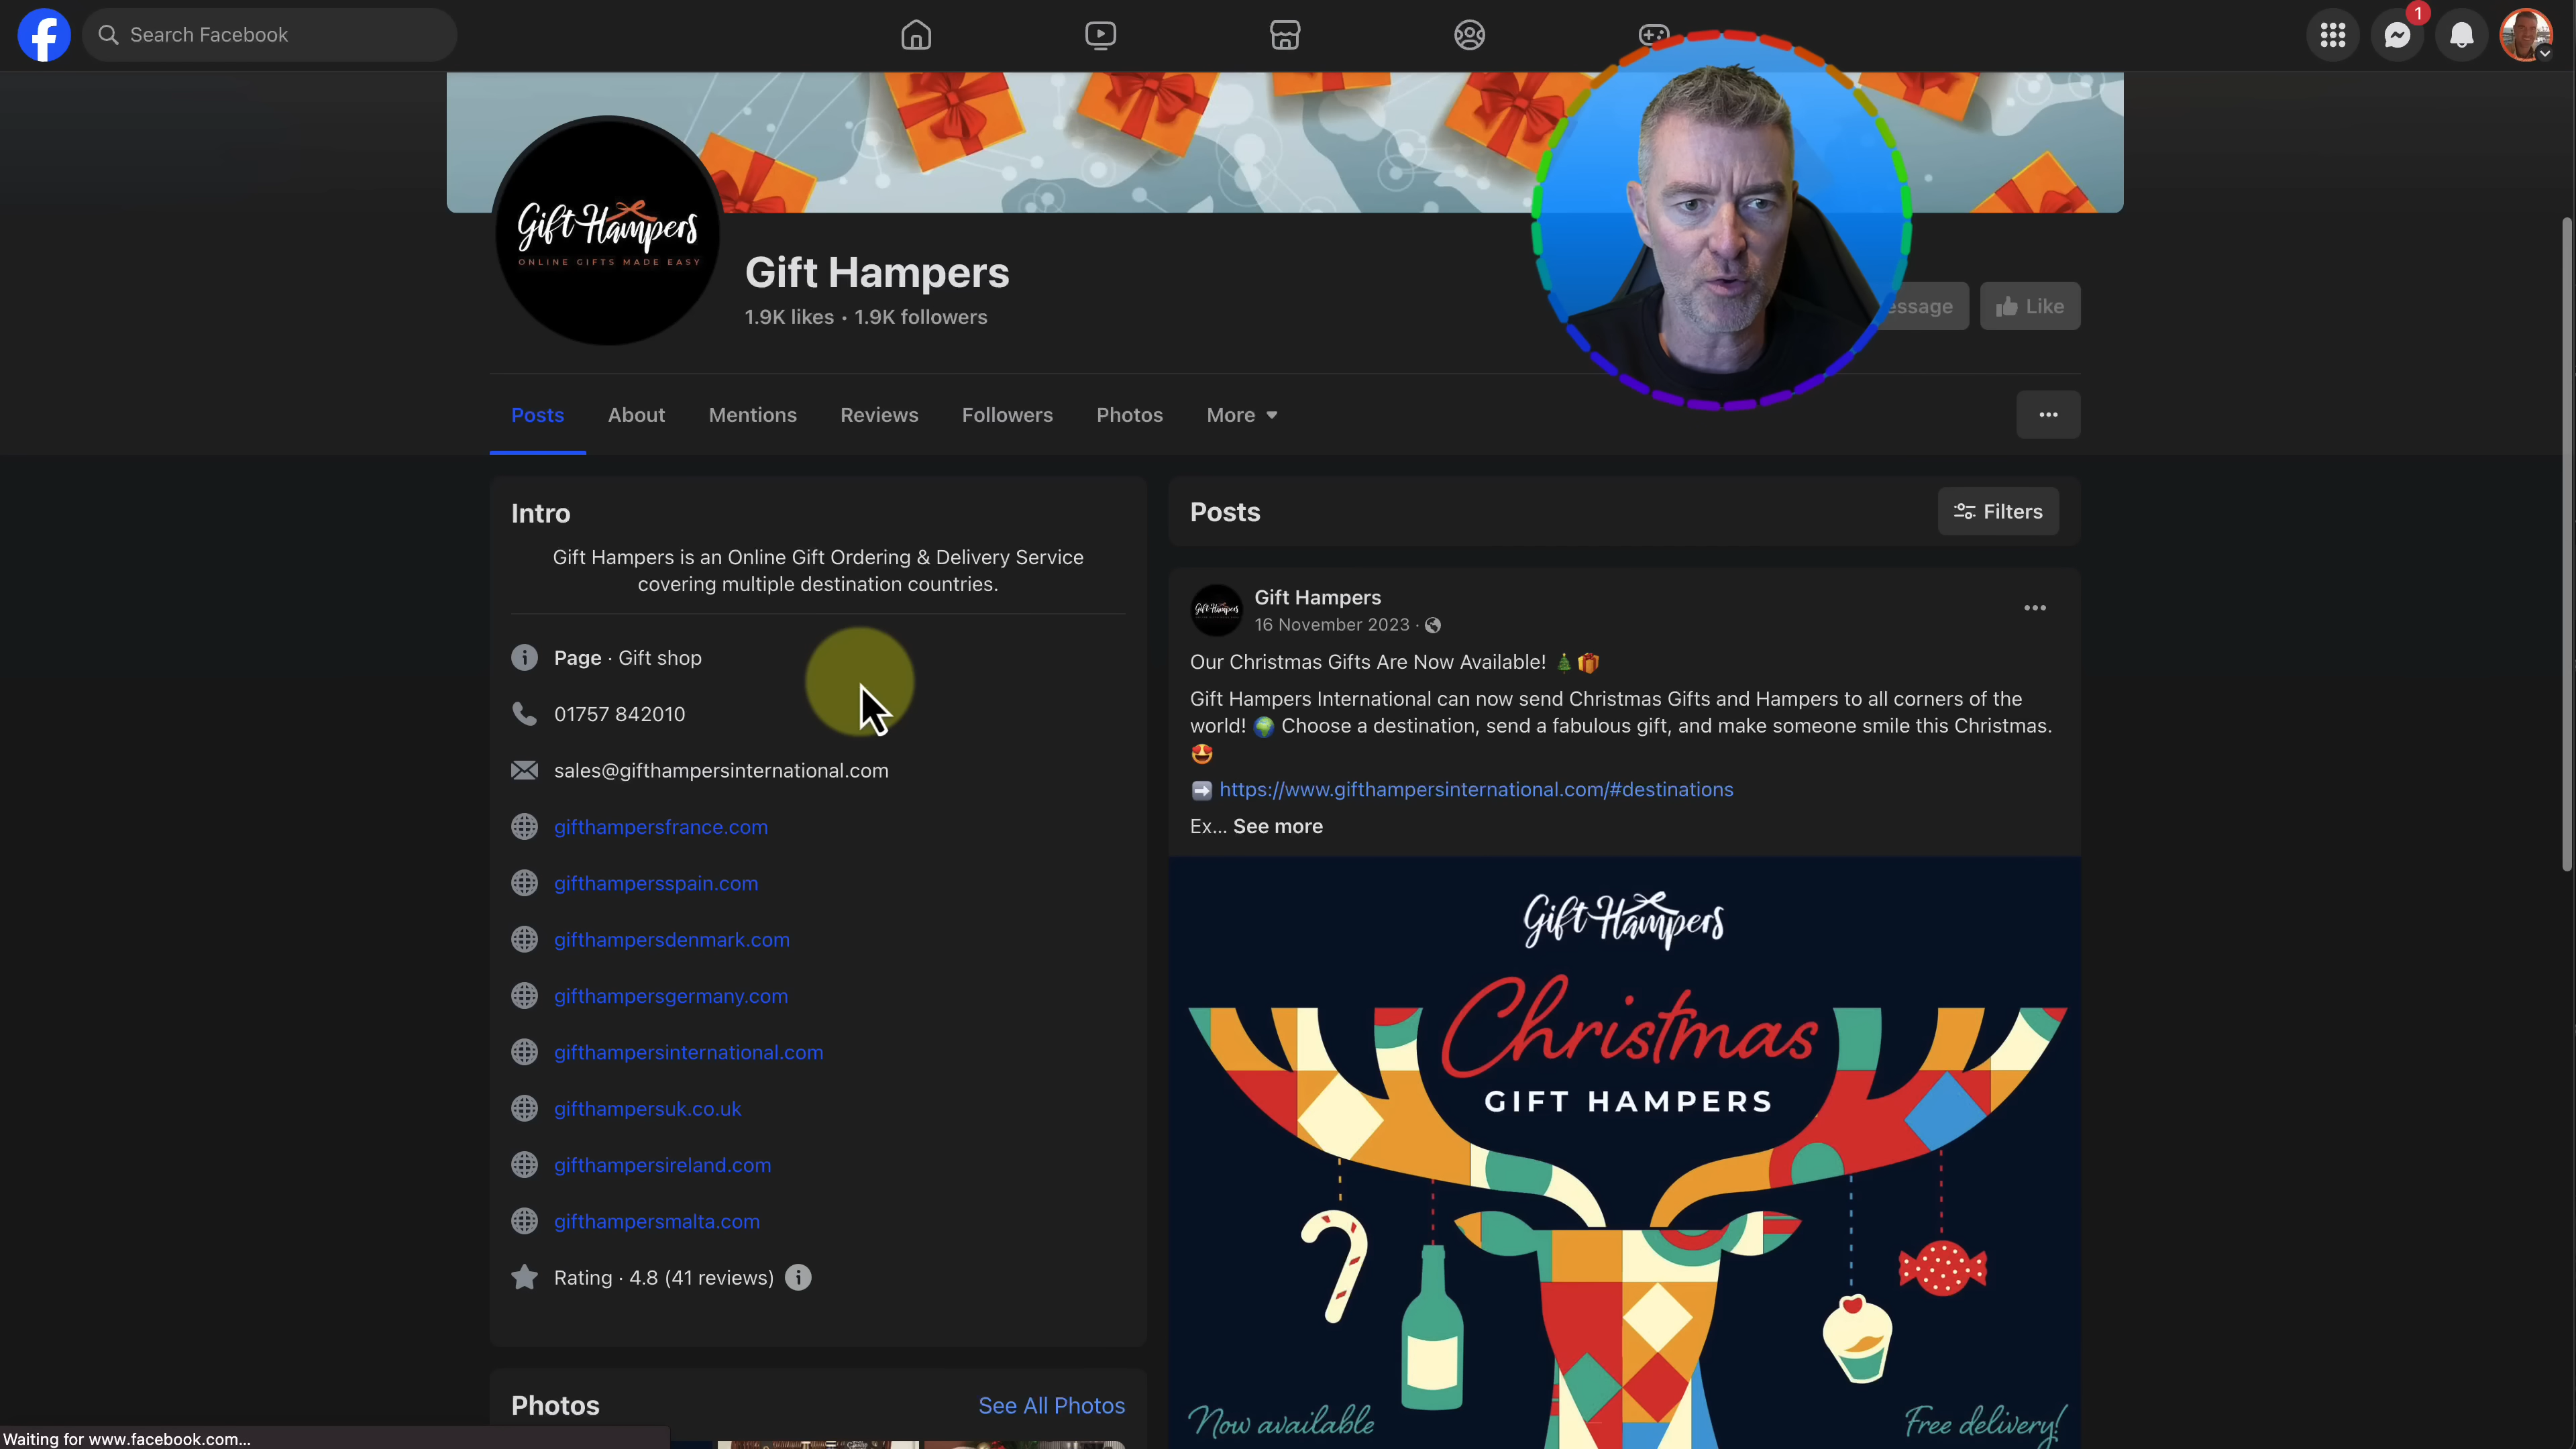 Search Facebook
1
Gift Hampers
ONLINE GIFTS MADE EASY
Gift Hampers
1.9K likes · 1.9K followers
essage
Like
Posts
About
Mentions
Reviews
Followers
Photos
More
Intro
Gift Hampers is an Online Gift Ordering & Delivery Service
covering multiple destination countries.
Page · Gift shop
01757 842010
sales@gifthampersinternational.com
gifthampersfrance.com
gifthampersspain.com
gifthampersdenmark.com
gifthampersgermany.com
gifthampersinternational.com
gifthampersuk.co.uk
gifthampersireland.com
gifthampersmalta.com
Rating · 4.8 (41 reviews)
Photos
See All Photos
Posts
Filters
Gift Hampers
Gift Hampers
16 November 2023 ·
Our Christmas Gifts Are Now Available! 🎄🎁
Gift Hampers International can now send Christmas Gifts and Hampers to all corners of the
world! 🌍 Choose a destination, send a fabulous gift, and make someone smile this Christmas.
😍
➡️ https://www.gifthampersinternational.com/#destinations
Ex... See more
Gift Hampers
Christmas
GIFT HAMPERS
Now available
Free delivery!
Waiting for www.facebook.com...